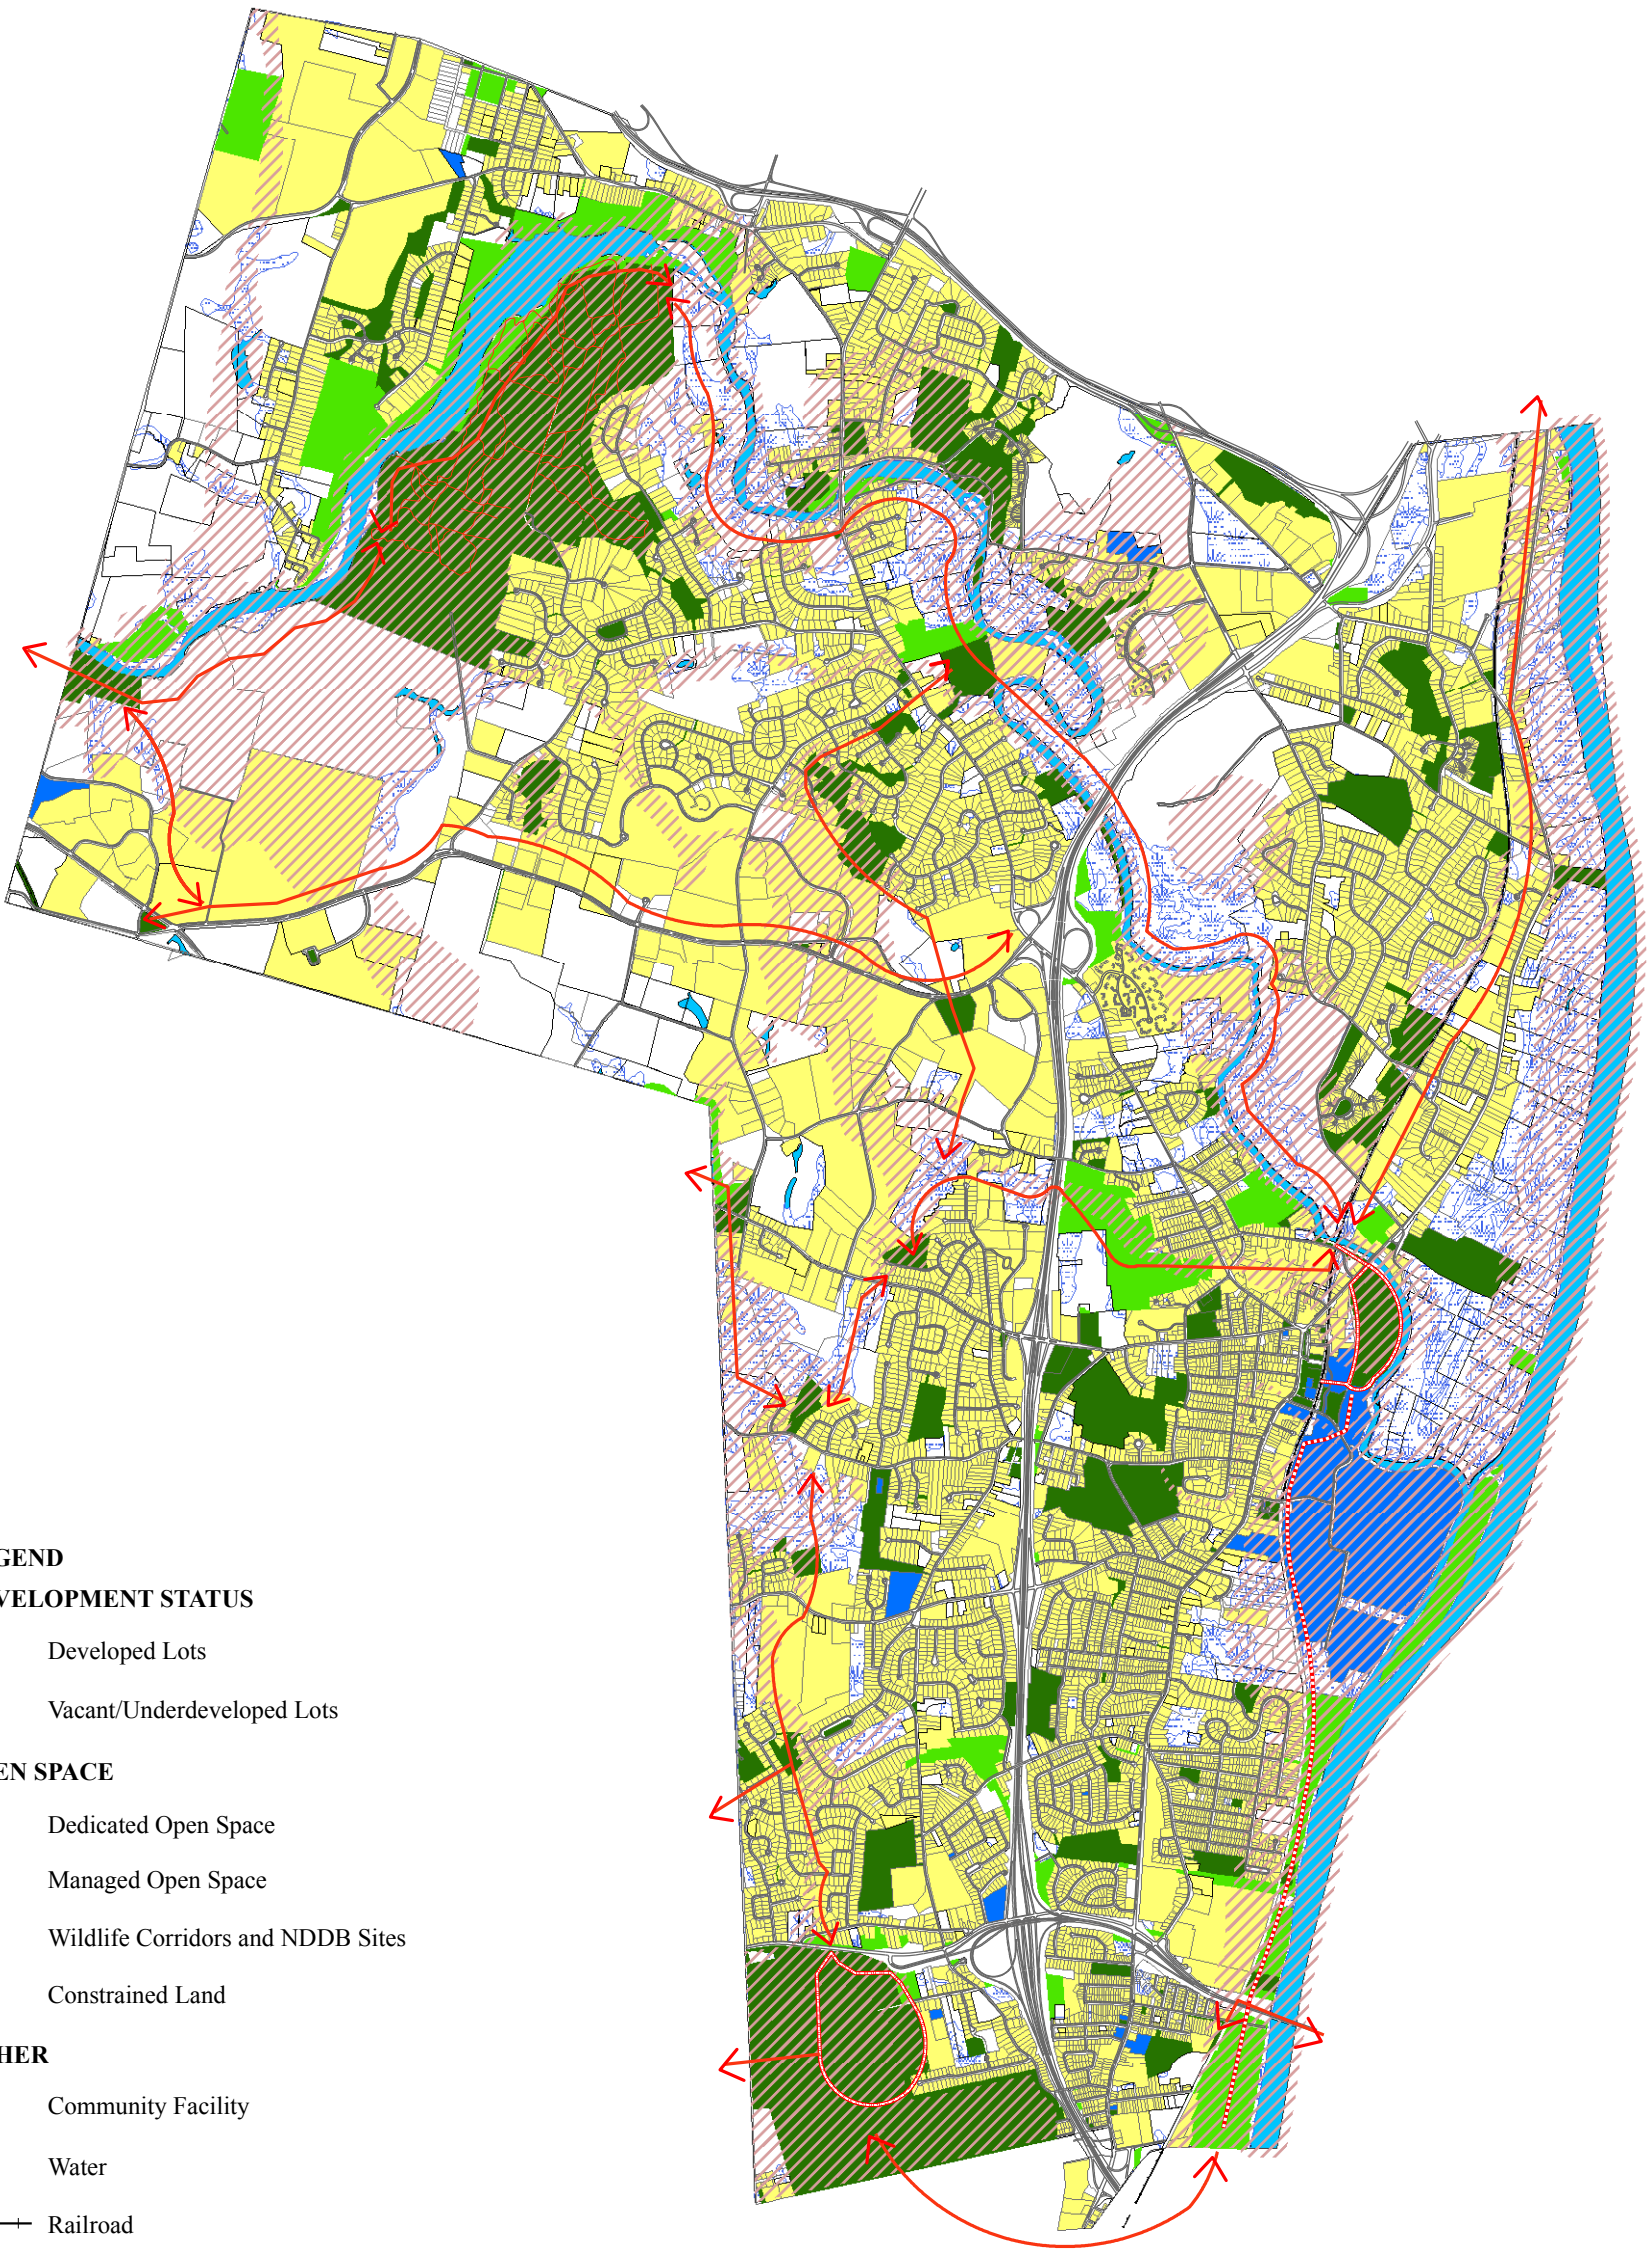 GEND
VELOPMENT STATUS
Developed Lots
Vacant/Underdeveloped Lots
EN SPACE
Dedicated Open Space
Managed Open Space
Wildlife Corridors and NDDB Sites
Constrained Land
HER
Community Facility
Water
Railroad